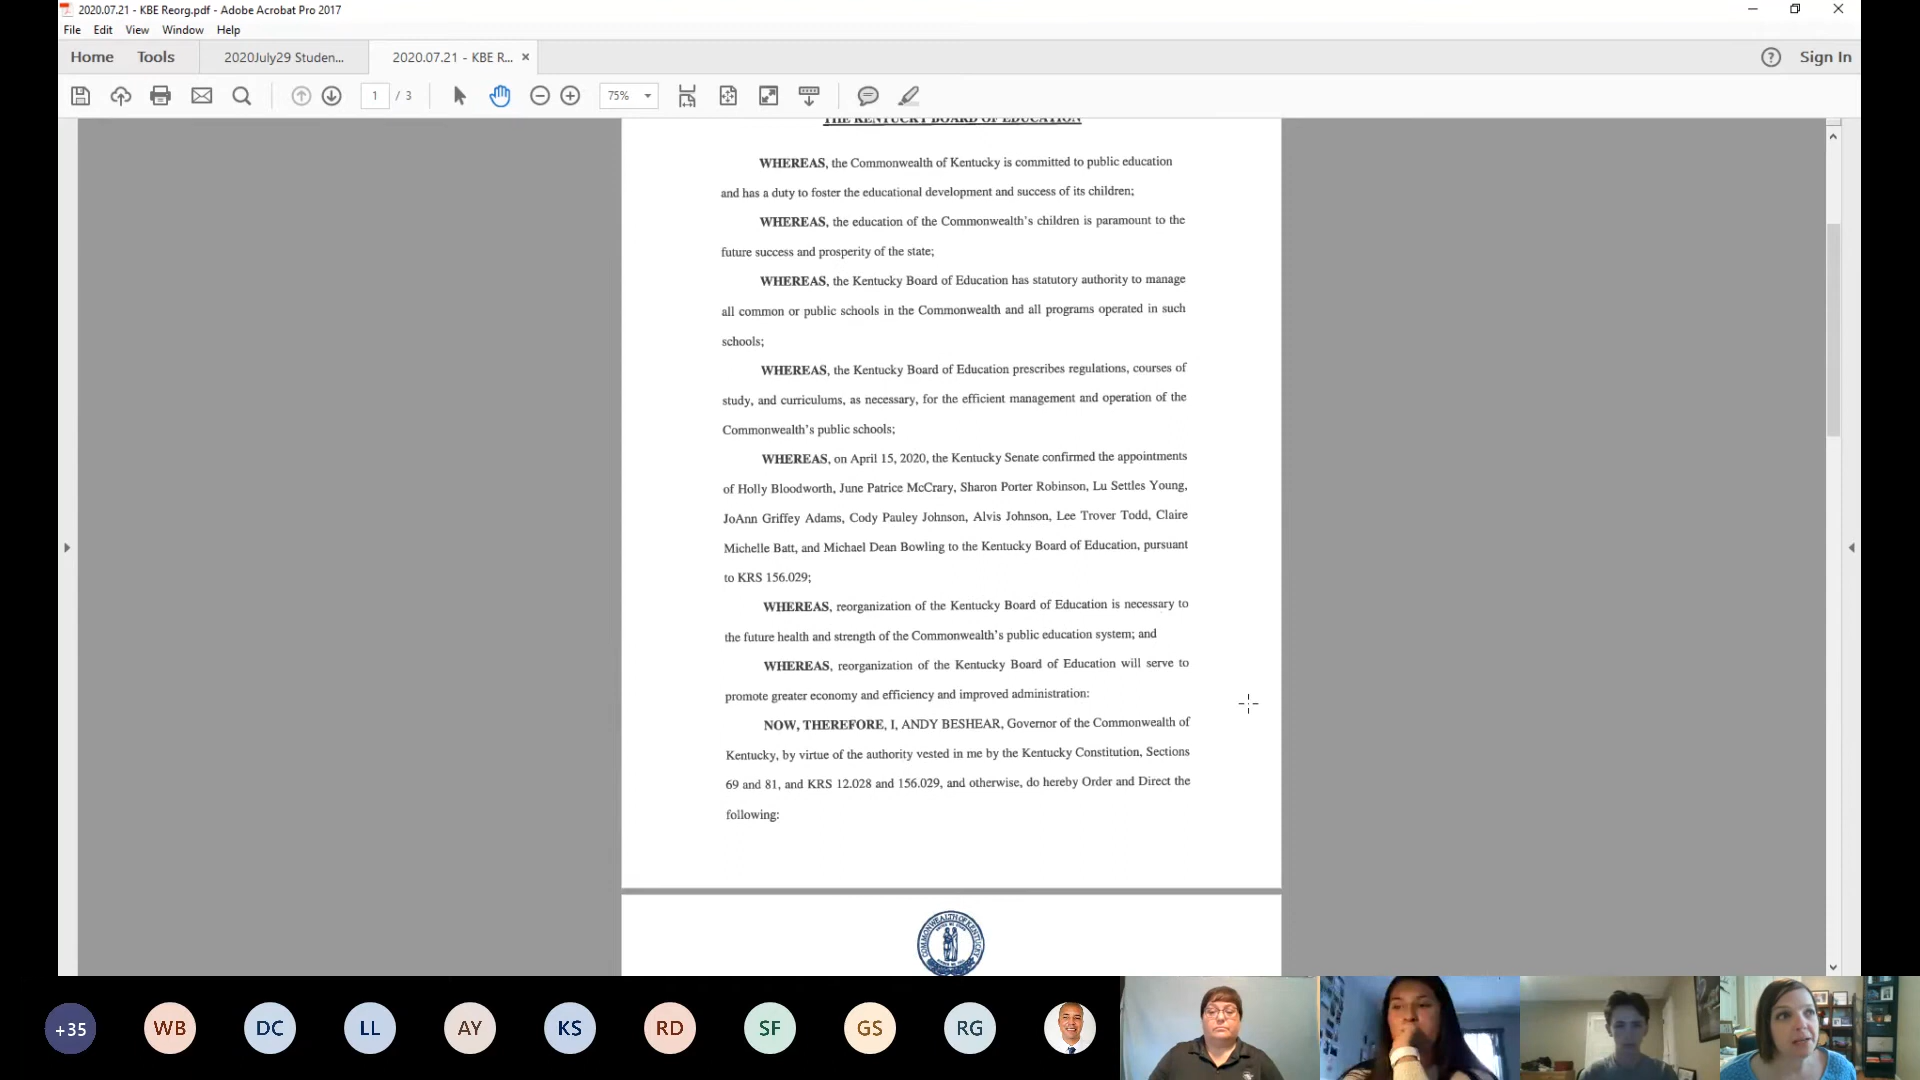 2020.07.21 - KBE Reorg.pdf - Adobe Acrobat Pro 2017
File Edit View Window Help
Home Tools 2020July29 Studen... 2020.07.21 - KBE R... × Sign In
1 / 3 75%
THE KENTUCKY BOARD OF EDUCATION
WHEREAS, the Commonwealth of Kentucky is committed to public education
and has a duty to foster the educational development and success of its children;
WHEREAS, the education of the Commonwealth's children is paramount to the
future success and prosperity of the state;
WHEREAS, the Kentucky Board of Education has statutory authority to manage
all common or public schools in the Commonwealth and all programs operated in such
schools;
WHEREAS, the Kentucky Board of Education prescribes regulations, courses of
study, and curriculums, as necessary, for the efficient management and operation of the
Commonwealth's public schools;
WHEREAS, on April 15, 2020, the Kentucky Senate confirmed the appointments
of Holly Bloodworth, June Patrice McCrary, Sharon Porter Robinson, Lu Settles Young,
JoAnn Griffey Adams, Cody Pauley Johnson, Alvis Johnson, Lee Trover Todd, Claire
Michelle Batt, and Michael Dean Bowling to the Kentucky Board of Education, pursuant
to KRS 156.029;
WHEREAS, reorganization of the Kentucky Board of Education is necessary to
the future health and strength of the Commonwealth's public education system; and
WHEREAS, reorganization of the Kentucky Board of Education will serve to
promote greater economy and efficiency and improved administration:
NOW, THEREFORE, I, ANDY BESHEAR, Governor of the Commonwealth of
Kentucky, by virtue of the authority vested in me by the Kentucky Constitution, Sections
69 and 81, and KRS 12.028 and 156.029, and otherwise, do hereby Order and Direct the
following:
COMMONWEALTH OF KENTUCKY
+35 WB DC LL AY KS RD SF GS RG